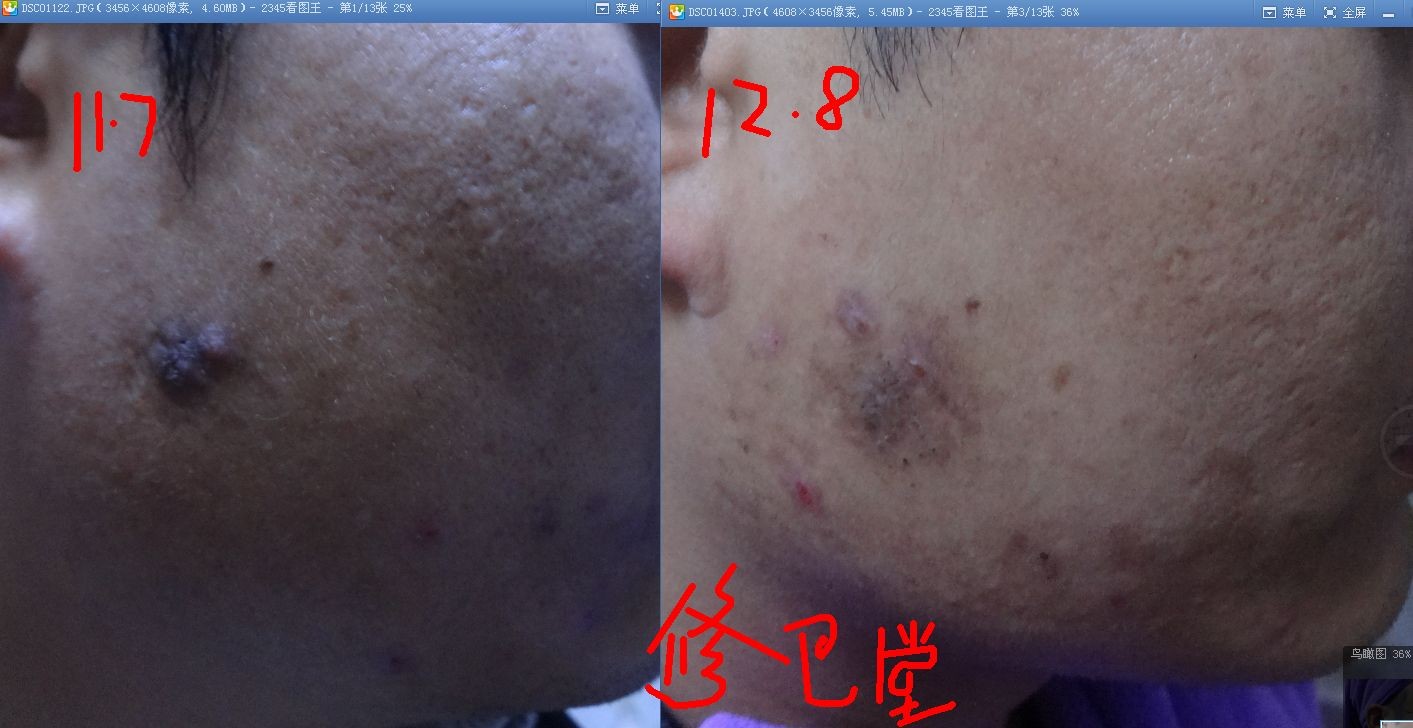 DSC01122.JPG(3456×4608像素, 4.60MB)- 2345看图王 - 第1/13张 25%
菜单
DSC01403.JPG(4608×3456像素, 5.45MB)- 2345看图王 - 第3/13张 36%
菜单
全屏
11.7
12.8
修巴堂
鸟瞰图 36%